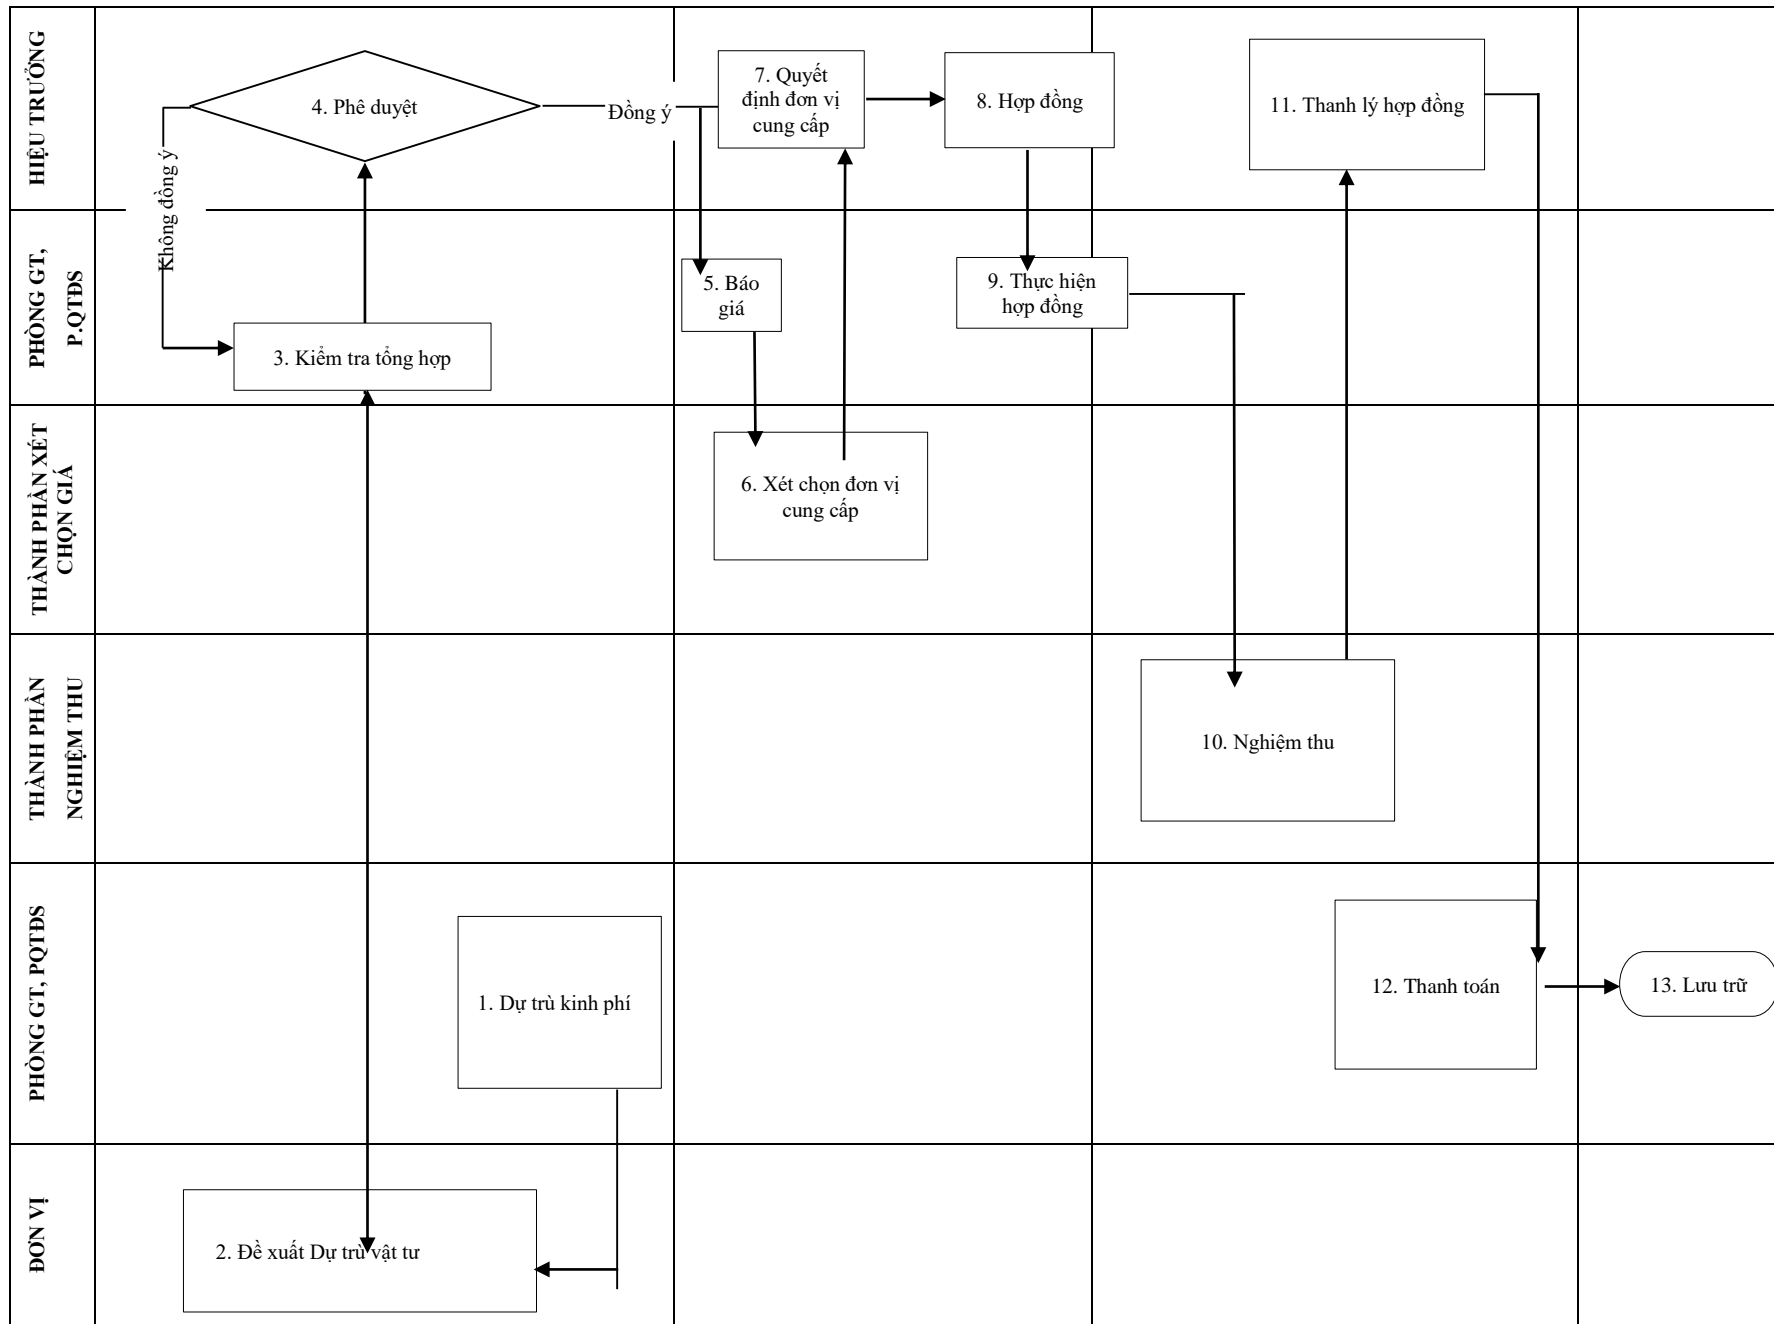 HIỆU TRƯỞNG
4. Phê duyệt
Đồng ý
Không đồng ý
7. Quyết
định đơn vị
cung cấp
8. Hợp đồng
11. Thanh lý hợp đồng
PHÒNG GT,
P.QTĐS
3. Kiểm tra tổng hợp
5. Báo
giá
9. Thực hiện
hợp đồng
THÀNH PHẦN XÉT
CHỌN GIÁ
6. Xét chọn đơn vị
cung cấp
THÀNH PHẦN
NGHIỆM THU
10. Nghiệm thu
PHÒNG GT, PQTĐS
1. Dự trù kinh phí
12. Thanh toán
13. Lưu trữ
ĐƠN VỊ
2. Đề xuất Dự trù vật tư